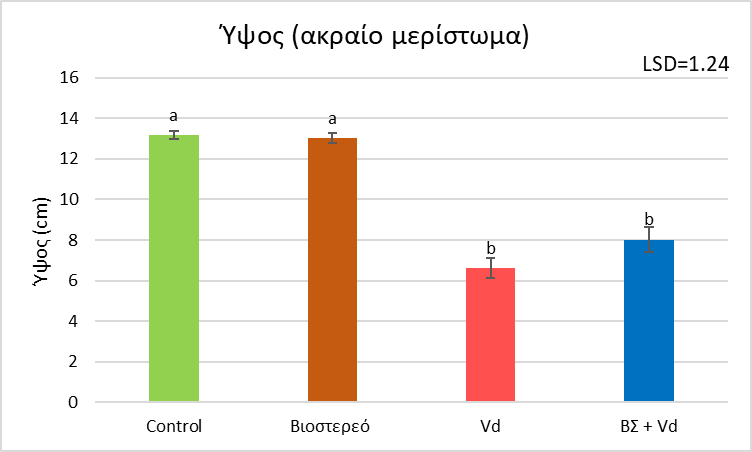 Ύψος (ακραίο μερίστωμα)
LSD=1.24
Ύψος (cm)
16
14
12
10
8
6
4
2
0
a
a
b
b
Control
Βιοστερεό
Vd
ΒΣ + Vd